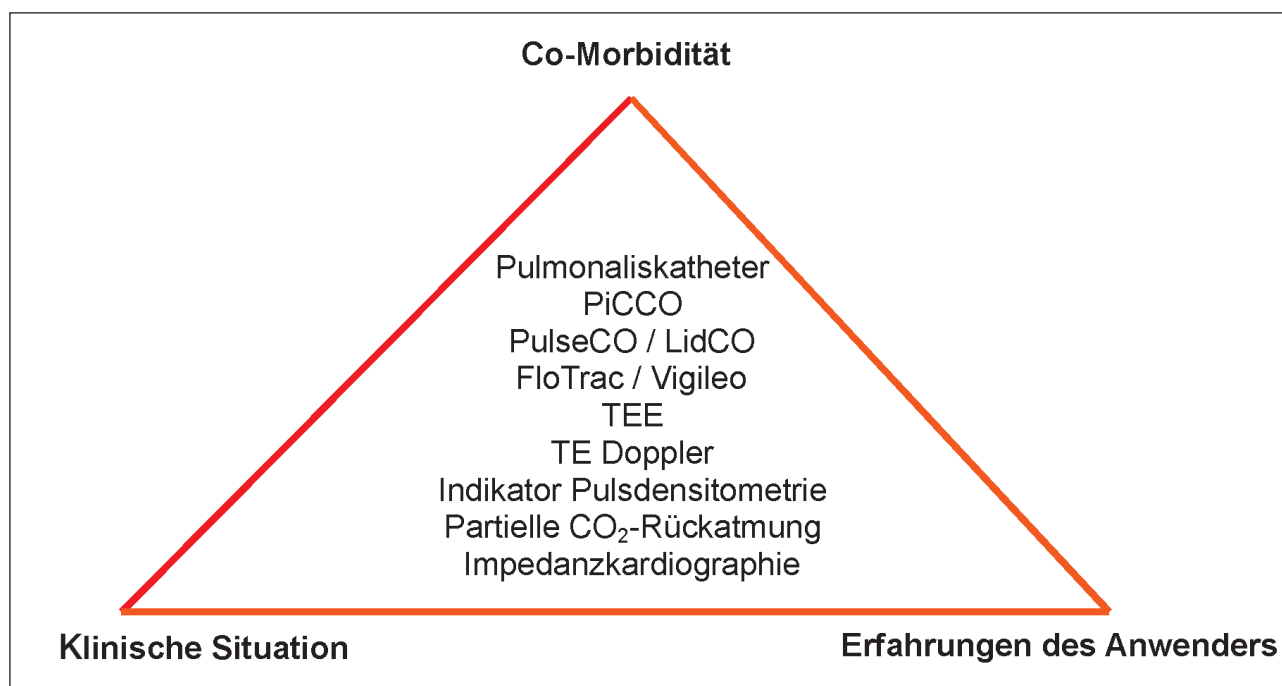 Co-Morbidität
Pulmonaliskatheter
PiCCO
PulseCO / LidCO
FloTrac / Vigileo
TEE
TE Doppler
Indikator Pulsdensitometrie
Partielle CO₂-Rückatmung
Impedanzkardiographie
Klinische Situation
Erfahrungen des Anwenders